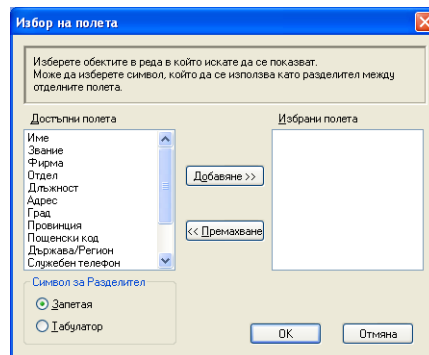 Избор на полета
Изберете обектите в реда в който искате да се показват.
Може да изберете символ, който да се използва като разделител между
отделните полета.
Достъпни полета
Избрани полета
Име
Звание
Фирма
Отдел
Длъжност
Адрес
Град
Провинция
Пощенски код
Държава/Регион
Служебен телефон
Добавяне >>
<< Премахване
Символ за Разделител
Запетая
Табулатор
OK
Отмяна